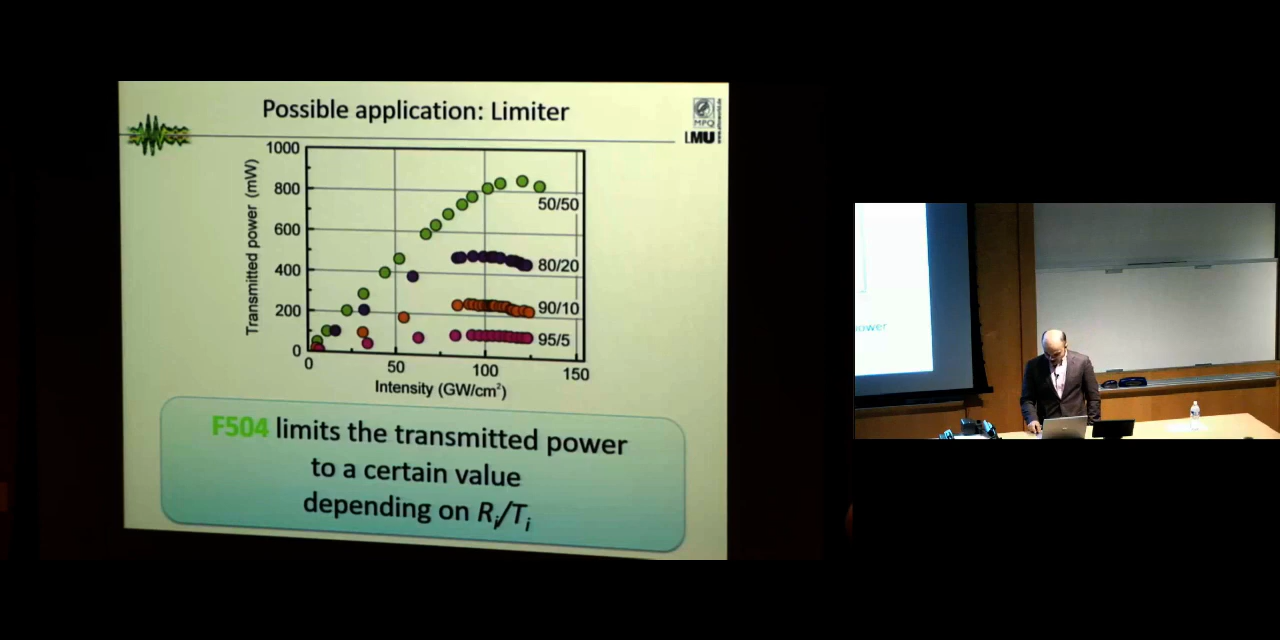 Possible application: Limiter
MPQ
LMU
Transmitted power (mW)
1000
800
600
400
200
0
50/50
80/20
90/10
95/5
0
50
100
150
Intensity (GW/cm²)
F504 limits the transmitted power
to a certain value
depending on Ri/Ti
ower